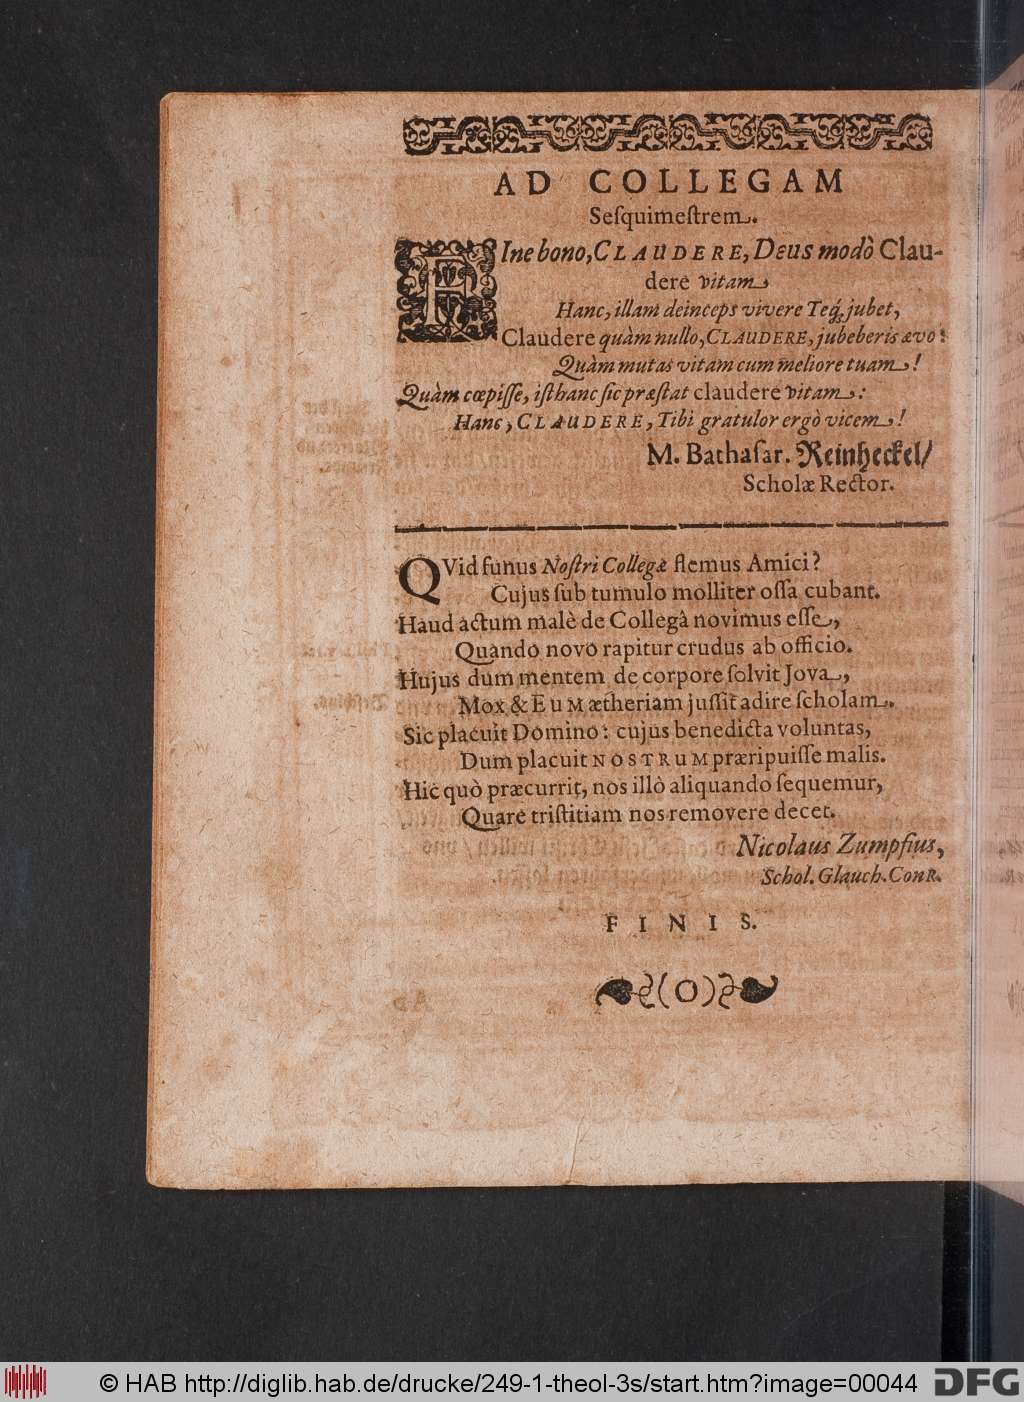 AD COLLEGAM
Seſquimeſtrem.
FIne bono, CLAUDERE, Deus modò Clau-
dere vitam
Hanc, illam deinceps vivere Teq́; jubet,
Claudere quàm nullo, CLAUDERE, jubeberis ævo:
Quàm mutas vitam cum meliore tuam!
Quàm cœpiſſe, iſthanc ſic præſtat claudere vitam:
Hanc, CLAUDERE, Tibi gratulor ergò vicem!
M. Bathaſar. Reinheckel/
Scholæ Rector.
QVid funus Noſtri Collegæ flemus Amici?
Cujus ſub tumulo molliter oſſa cubant.
Haud actum malè de Collegâ novimus eſſe,
Quando novo rapitur crudus ab officio.
Hujus dum mentem de corpore ſolvit Jova,
Mox & EuM ætheriam juſſit adire ſcholam.
Sic placuit Domino: cujus benedicta voluntas,
Dum placuit NOSTRuM præripuiſſe malis.
Hic quò præcurrit, nos illò aliquando ſequemur,
Quare triſtitiam nos removere decet.
Nicolaus Zumpfius,
Schol. Glauch. ConR.
FINIS.
(O)
© HAB http://diglib.hab.de/drucke/249-1-theol-3s/start.htm?image=00044
DFG